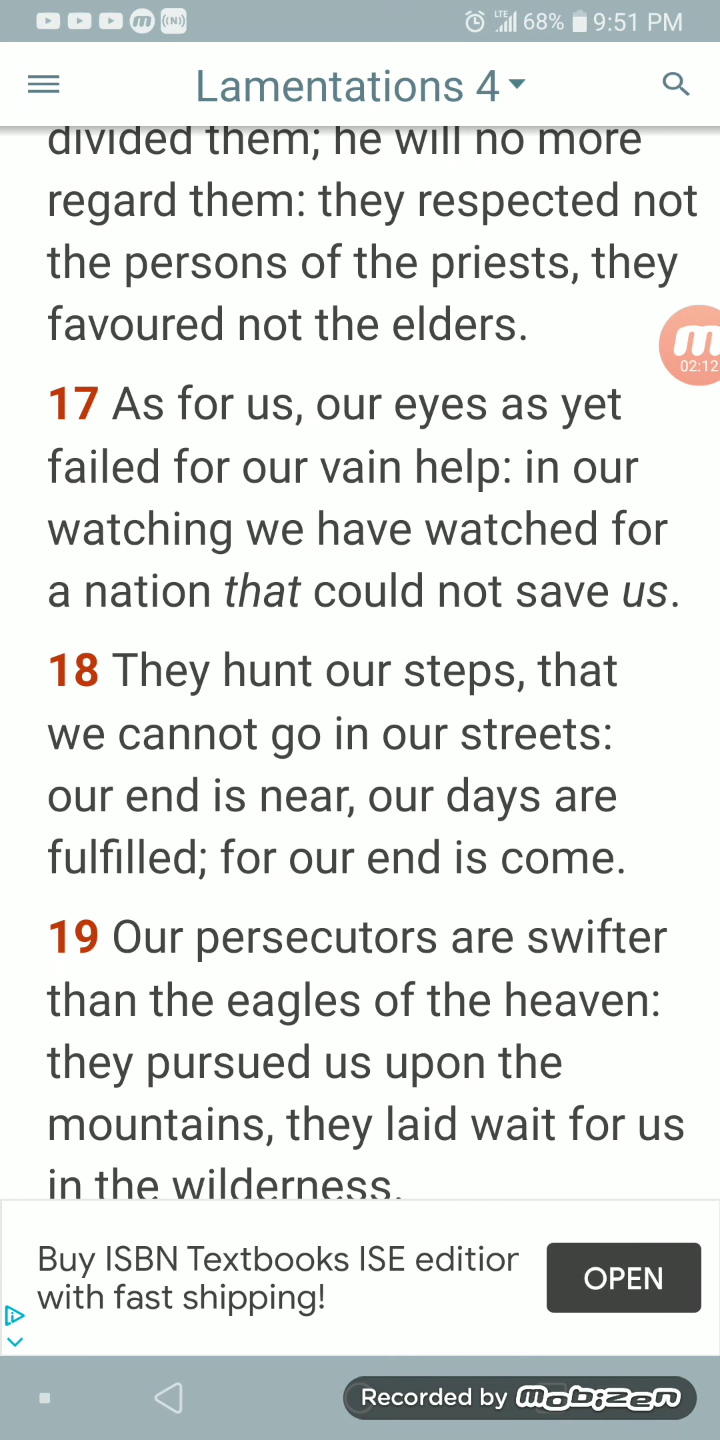 (N)
LTE 68% 9:51 PM
Lamentations 4
divided them; he will no more
regard them: they respected not
the persons of the priests, they
favoured not the elders.
m
02:12
17 As for us, our eyes as yet
failed for our vain help: in our
watching we have watched for
a nation that could not save us.
18 They hunt our steps, that
we cannot go in our streets:
our end is near, our days are
fulfilled; for our end is come.
19 Our persecutors are swifter
than the eagles of the heaven:
they pursued us upon the
mountains, they laid wait for us
in the wilderness.
Buy ISBN Textbooks ISE edition
with fast shipping!
OPEN
Recorded by mobizen